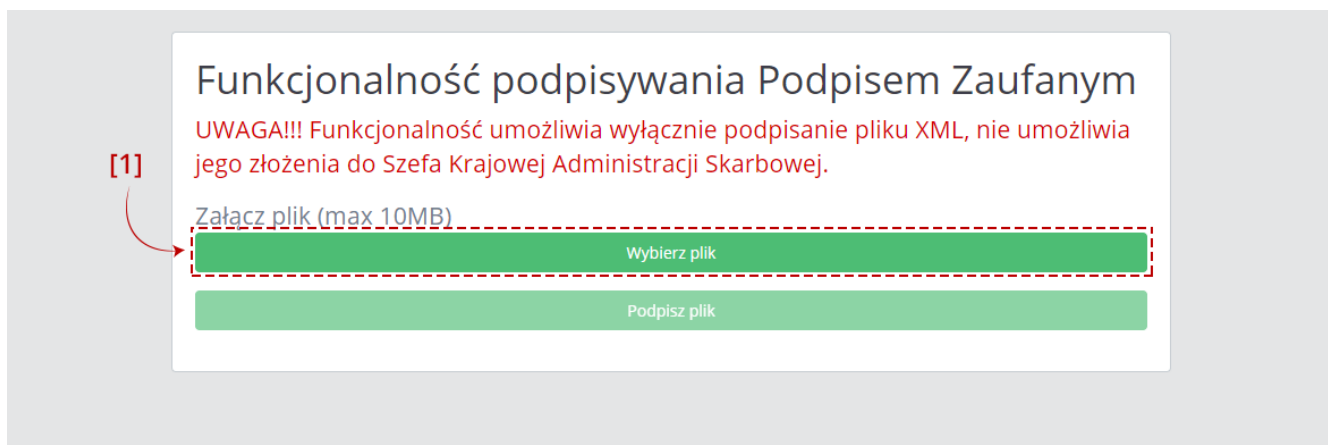 Funkcjonalność podpisywania Podpisem Zaufanym
UWAGA!!! Funkcjonalność umożliwia wyłącznie podpisanie pliku XML, nie umożliwia
jego złożenia do Szefa Krajowej Administracji Skarbowej.
[1]
Załącz plik (max 10MB)
Wybierz plik
Podpisz plik